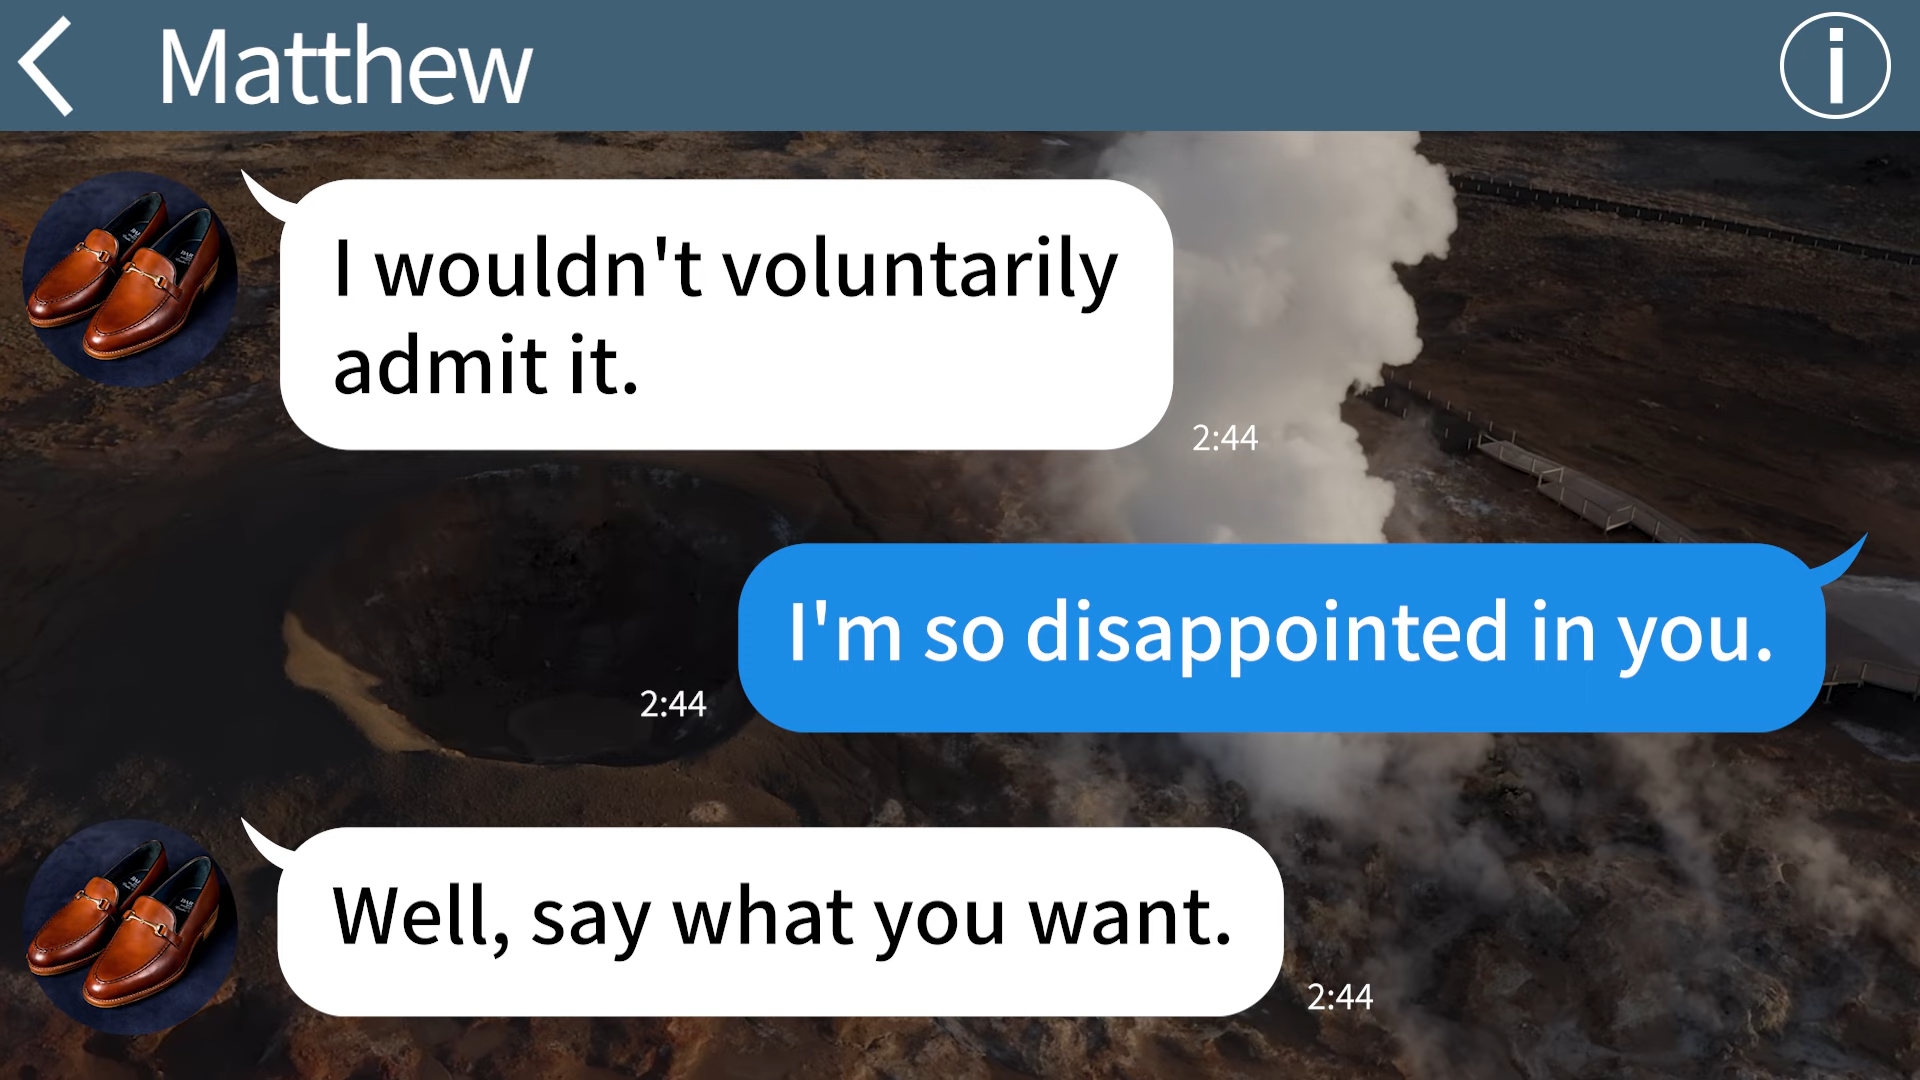 Matthew
I wouldn't voluntarily
admit it.
2:44
I'm so disappointed in you.
2:44
Well, say what you want.
2:44